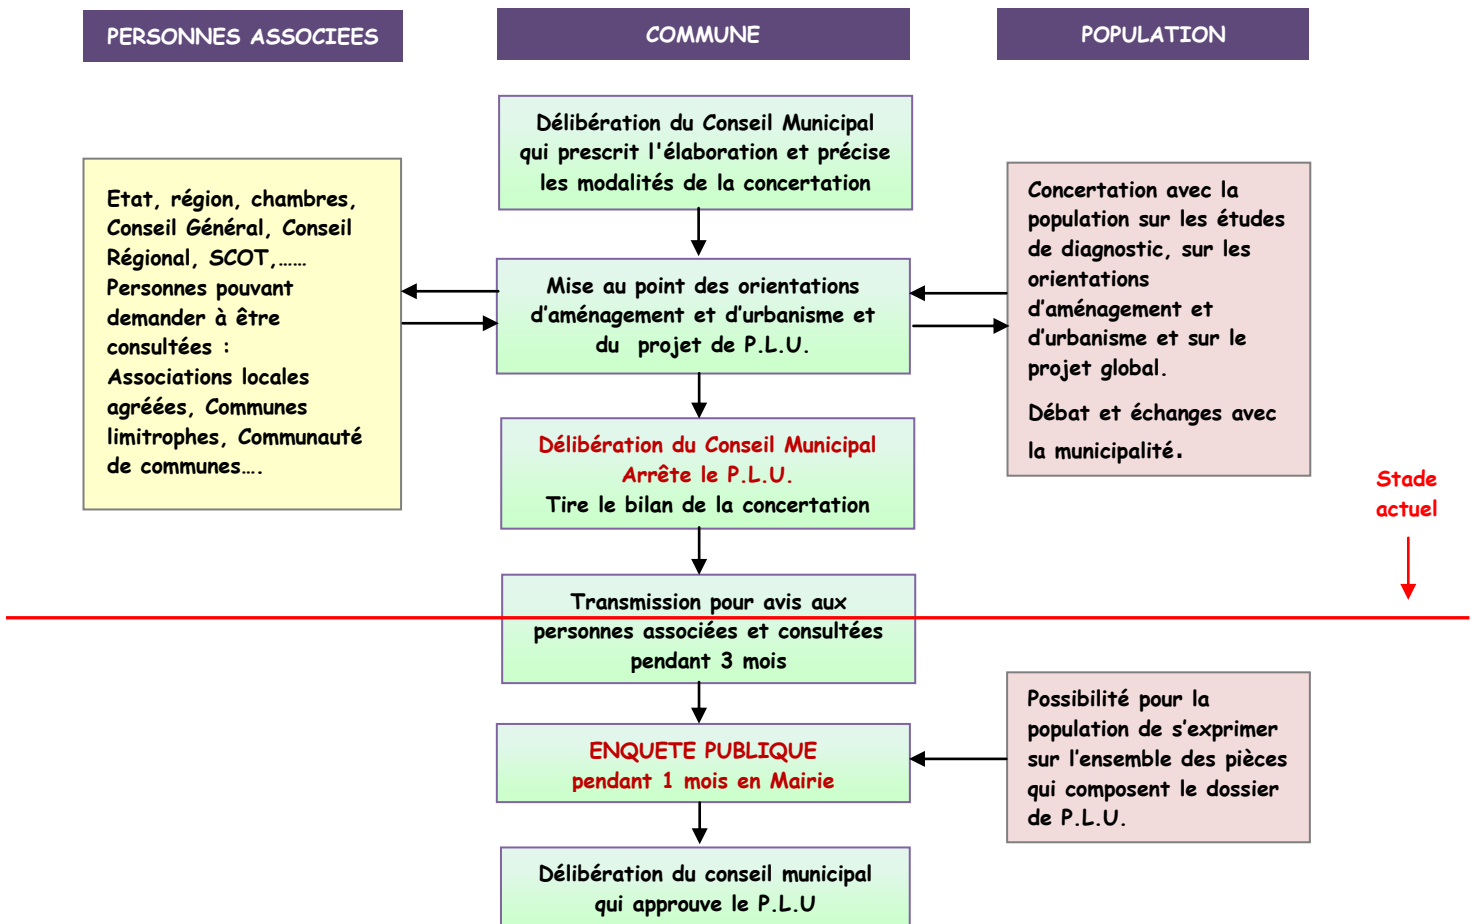 PERSONNES ASSOCIEES
COMMUNE
POPULATION
Délibération du Conseil Municipal
qui prescrit l'élaboration et précise
les modalités de la concertation
Etat, région, chambres,
Conseil Général, Conseil
Régional, SCOT,......
Personnes pouvant
demander à être
consultées :
Associations locales
agréées, Communes
limitrophes, Communauté
de communes....
Mise au point des orientations
d'aménagement et d'urbanisme et
du projet de P.L.U.
Concertation avec la
population sur les études
de diagnostic, sur les
orientations
d'aménagement et
d'urbanisme et sur le
projet global.
Débat et échanges avec
la municipalité.
Délibération du Conseil Municipal
Arrête le P.L.U.
Tire le bilan de la concertation
Stade
actuel
Transmission pour avis aux
personnes associées et consultées
pendant 3 mois
ENQUETE PUBLIQUE
pendant 1 mois en Mairie
Possibilité pour la
population de s'exprimer
sur l'ensemble des pièces
qui composent le dossier
de P.L.U.
Délibération du conseil municipal
qui approuve le P.L.U